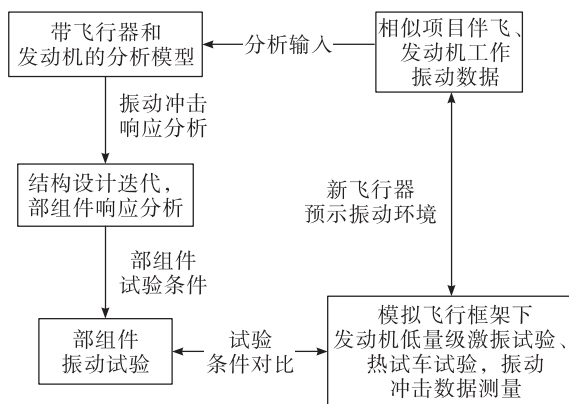 带飞行器和
发动机的分析模型
分析输入
相似项目伴飞、
发动机工作
振动数据
振动冲击
响应分析
结构设计迭代,
部组件响应分析
新飞行器
预示振动环境
部组件
试验条件
部组件
振动试验
试验
条件对比
模拟飞行框架下
发动机低量级激振试验、
热试车试验, 振动
冲击数据测量